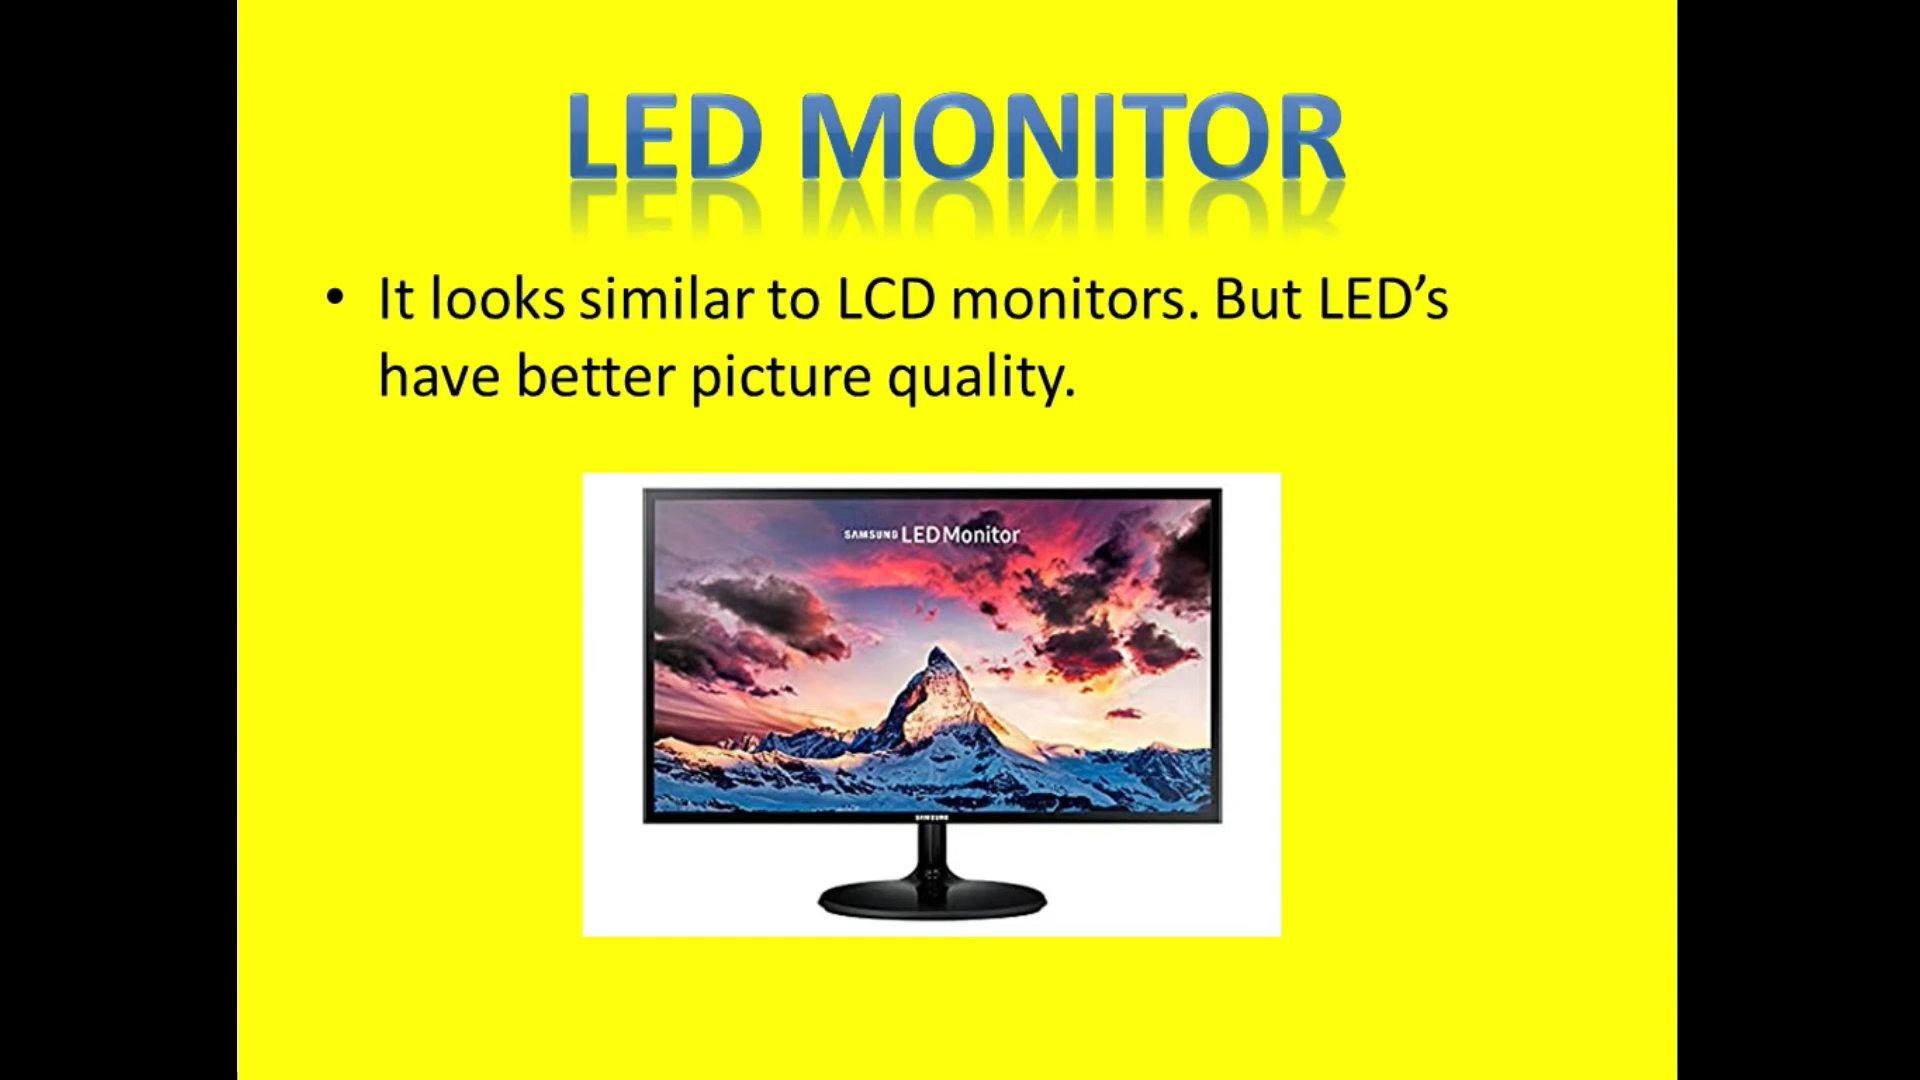 LED MONITOR
• It looks similar to LCD monitors. But LED’s
have better picture quality.
SAMSUNG LED Monitor
SAMSUNG